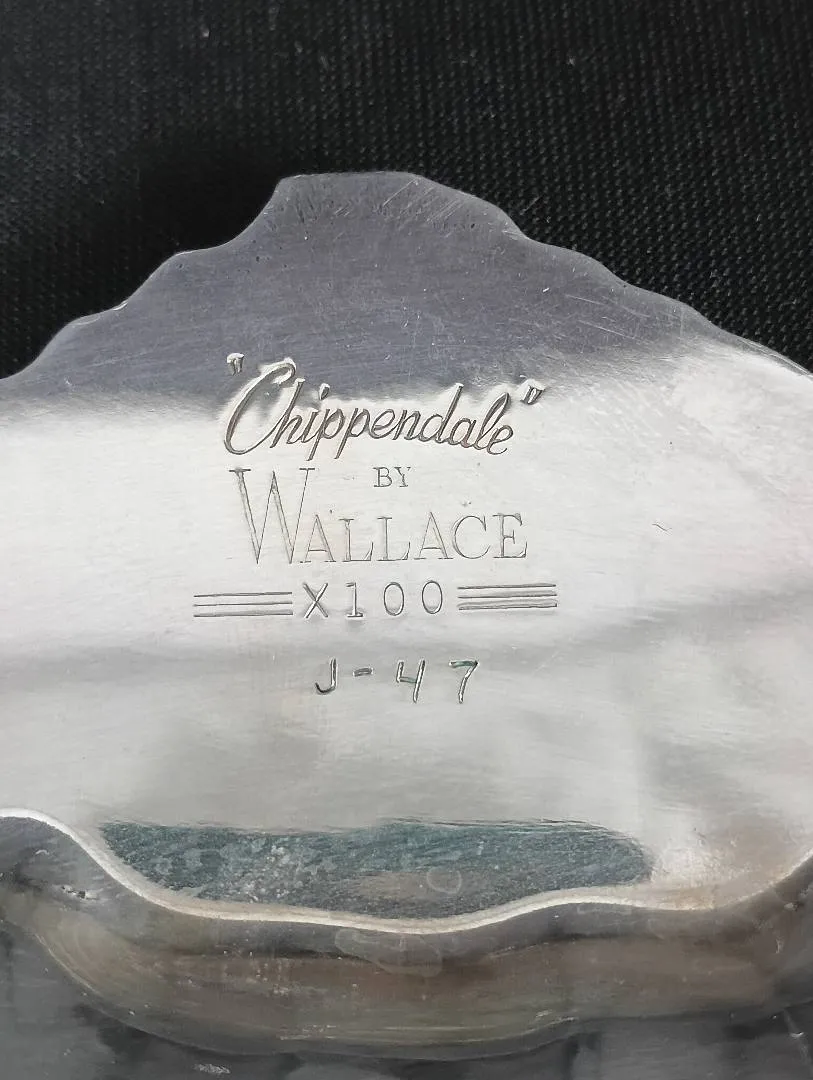 "Chippendale"
BY
WALLACE
X100
J-47